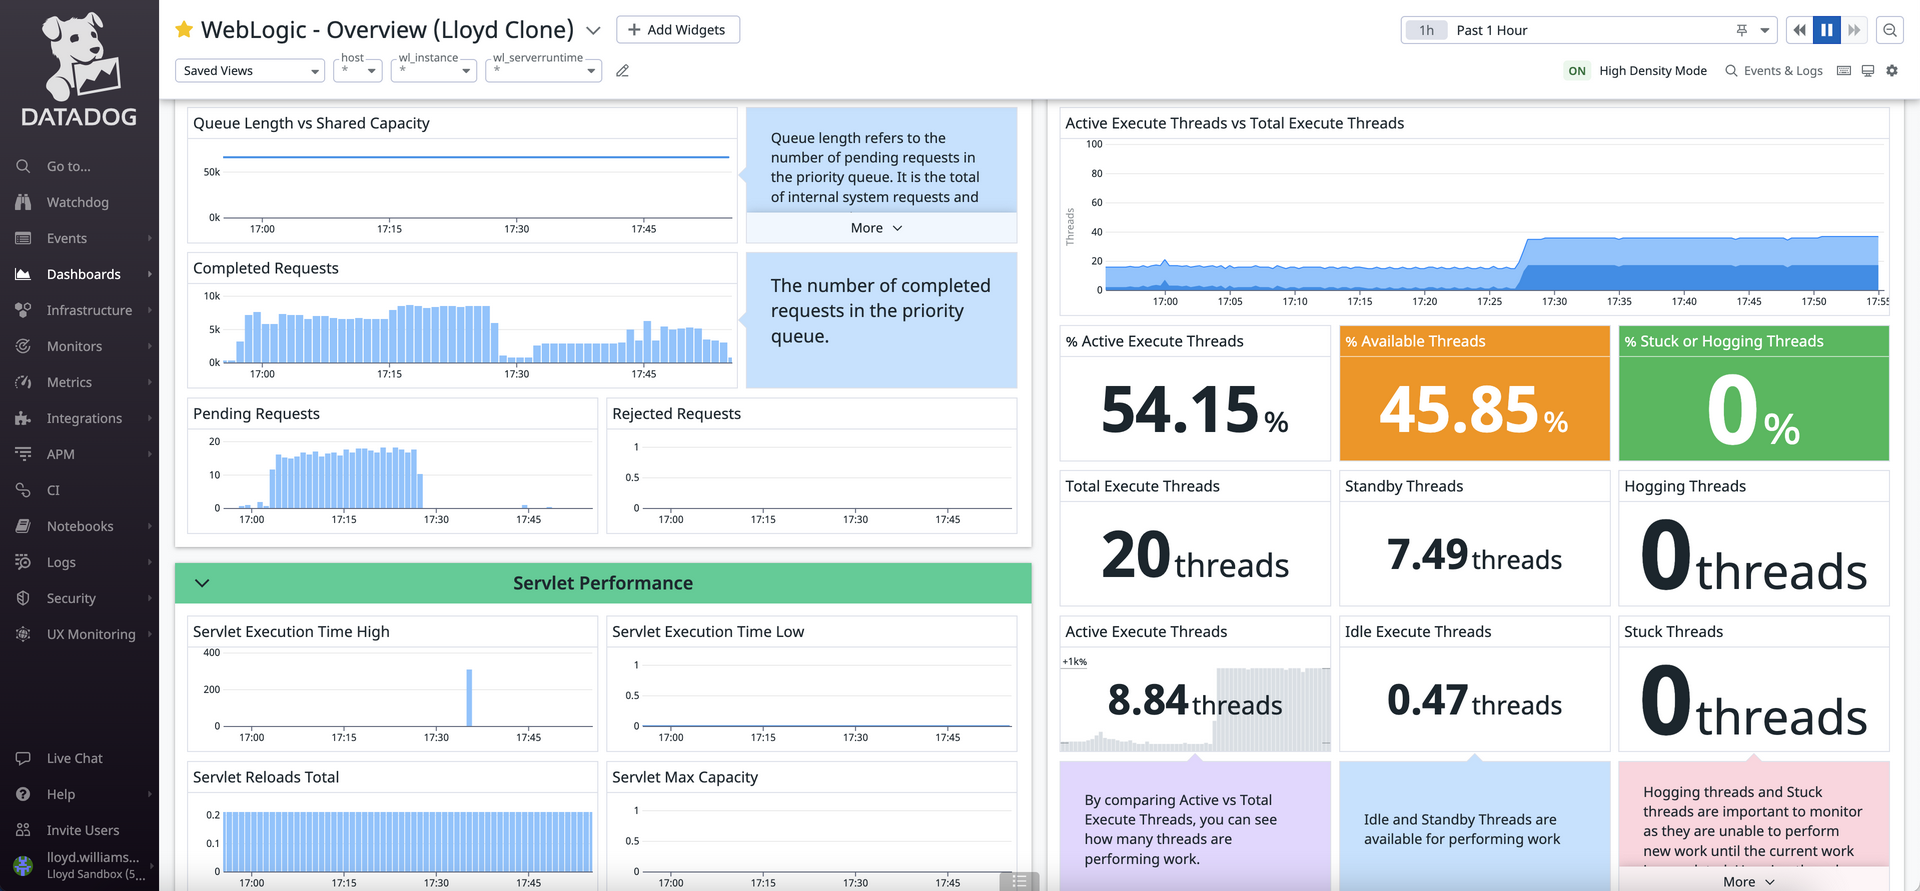 DATADOG
Go to...
Watchdog
Events
Dashboards
Infrastructure
Monitors
Metrics
Integrations
APM
CI
Notebooks
Logs
Security
UX Monitoring
Live Chat
Help
Invite Users
lloyd.williams...
Lloyd Sandbox (5...
WebLogic - Overview (Lloyd Clone)
Add Widgets
1h Past 1 Hour
Saved Views
host
*
wl_instance
*
wl_serverruntime
*
ON High Density Mode
Events & Logs
Queue Length vs Shared Capacity
50k
0k
17:00 17:15 17:30 17:45
Queue length refers to the
number of pending requests in
the priority queue. It is the total
of internal system requests and
More
Completed Requests
10k
5k
0k
17:00 17:15 17:30 17:45
The number of completed
requests in the priority
queue.
Pending Requests
20
10
0
17:00 17:15 17:30 17:45
Rejected Requests
1
0.5
0
17:00 17:15 17:30 17:45
Servlet Performance
Servlet Execution Time High
400
200
0
17:00 17:15 17:30 17:45
Servlet Execution Time Low
1
0.5
0
17:00 17:15 17:30 17:45
Servlet Reloads Total
0.2
0.1
0
17:00 17:15 17:30 17:45
Servlet Max Capacity
1
0.5
0
17:00 17:15 17:30 17:45
Active Execute Threads vs Total Execute Threads
Threads
100
80
60
40
20
0
17:00 17:05 17:10 17:15 17:20 17:25 17:30 17:35 17:40 17:45 17:50 17:55
% Active Execute Threads
54.15%
% Available Threads
45.85%
% Stuck or Hogging Threads
0%
Total Execute Threads
20 threads
Standby Threads
7.49 threads
Hogging Threads
0 threads
Active Execute Threads
+1k%
8.84 threads
Idle Execute Threads
0.47 threads
Stuck Threads
0 threads
By comparing Active vs Total
Execute Threads, you can see
how many threads are
performing work.
Idle and Standby Threads are
available for performing work
Hogging threads and Stuck
threads are important to monitor
as they are unable to perform
new work until the current work
More